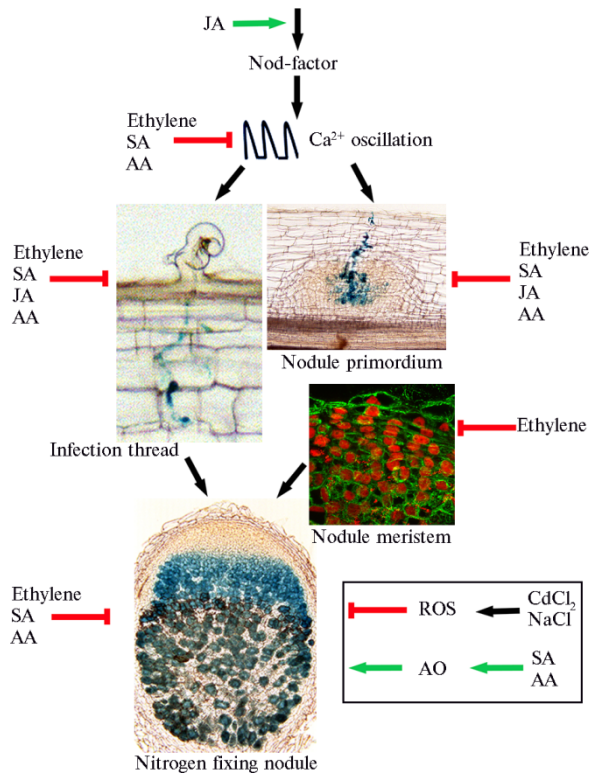 JA
Nod-factor
Ethylene
SA
AA
Ca²⁺ oscillation
Ethylene
SA
JA
AA
Ethylene
SA
JA
AA
Nodule primordium
Ethylene
Infection thread
Nodule meristem
Ethylene
SA
AA
ROS
CdCl₂
NaCl
AO
SA
AA
Nitrogen fixing nodule